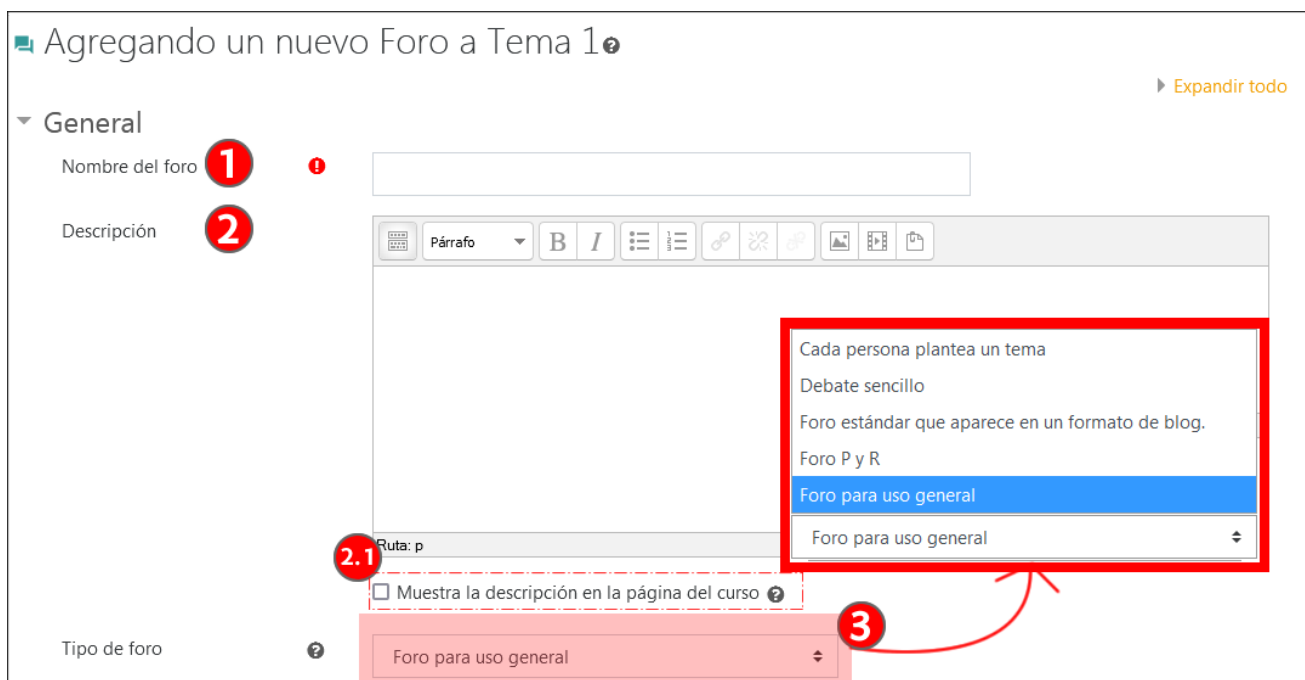 Agregando un nuevo Foro a Tema 1
Expandir todo
General
Nombre del foro 1
Descripción 2
Párrafo B I
Cada persona plantea un tema
Debate sencillo
Foro estándar que aparece en un formato de blog.
Foro P y R
Foro para uso general
Foro para uso general
Ruta: p
2.1
Muestra la descripción en la página del curso
3
Tipo de foro
Foro para uso general